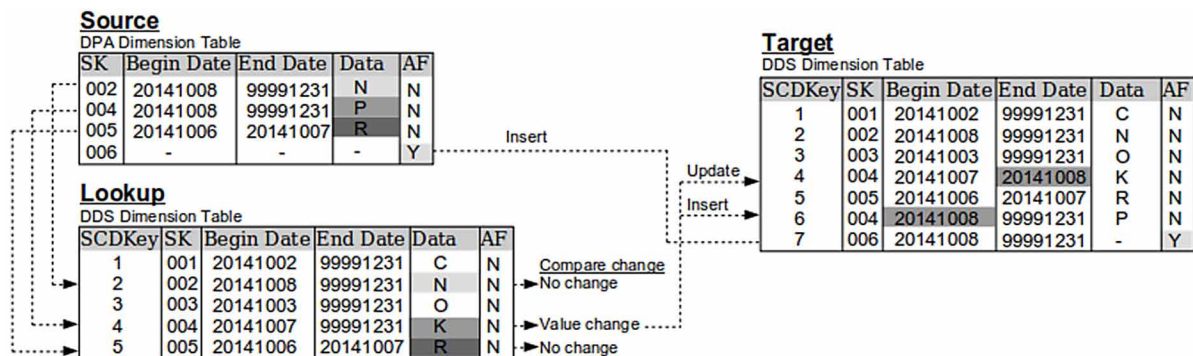 Source
DPA Dimension Table
SK Begin Date End Date Data AF
002 20141008 99991231 N N
004 20141008 99991231 P N
005 20141006 20141007 R N
006 - - - Y
Insert
Lookup
DDS Dimension Table
SCDKey SK Begin Date End Date Data AF
1 001 20141002 99991231 C N
2 002 20141008 99991231 N N
3 003 20141003 99991231 O N
4 004 20141007 99991231 K N
5 005 20141006 20141007 R N
Compare change
No change
Value change
No change
Update
Insert
Target
DDS Dimension Table
SCDKey SK Begin Date End Date Data AF
1 001 20141002 99991231 C N
2 002 20141008 99991231 N N
3 003 20141003 99991231 O N
4 004 20141007 20141008 K N
5 005 20141006 20141007 R N
6 004 20141008 99991231 P N
7 006 20141008 99991231 - Y